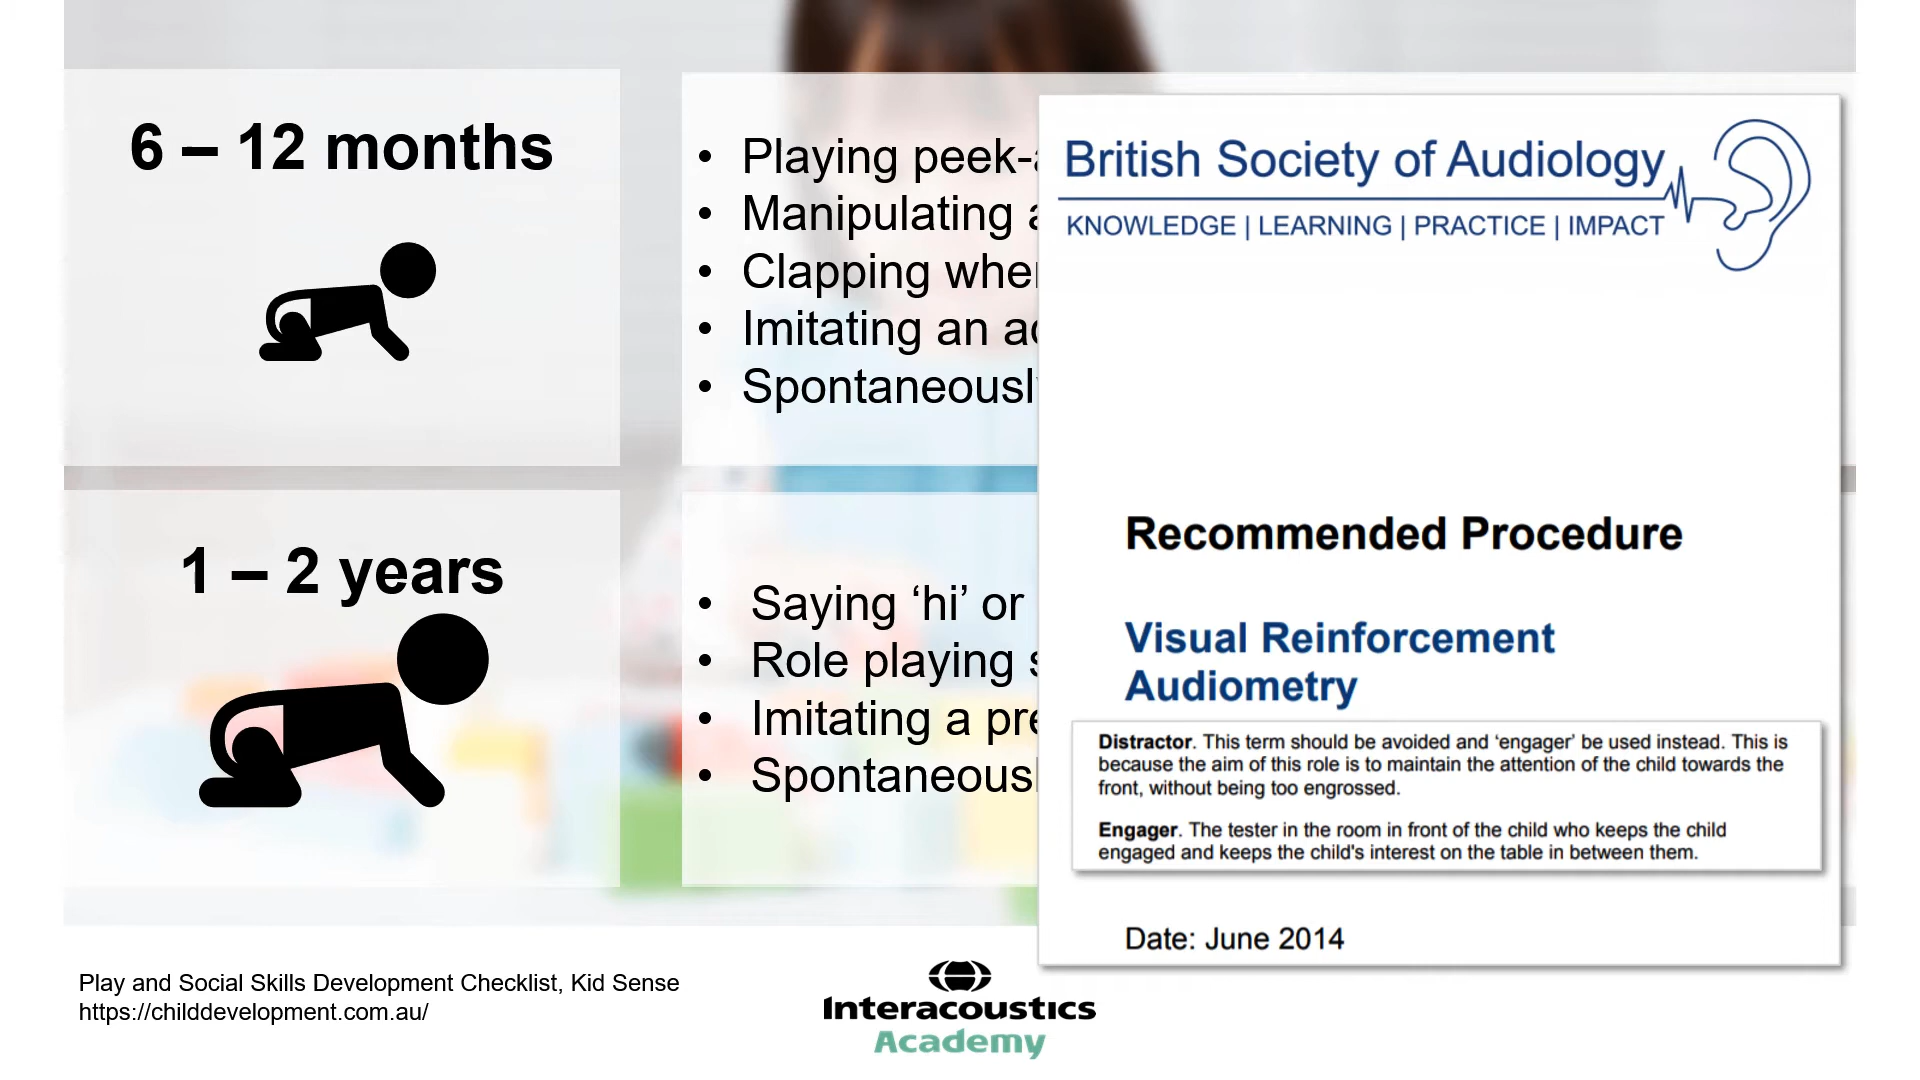 6 – 12 months
• Playing peek-
• Manipulating
• Clapping
• Imitating an
•
1 – 2 years
• Saying ‘hi’ or
• Role playing
• Imitating a
•
British Society of Audiology
KNOWLEDGE | LEARNING | PRACTICE | IMPACT
Recommended Procedure
Visual Reinforcement
Audiometry
Distractor. This term should be avoided and ‘engager’ be used instead. This is
because the aim of this role is to maintain the attention of the child towards the
front, without being too engrossed.
Engager. The tester in the room in front of the child who keeps the child
engaged and keeps the child's interest on the table in between them.
Date: June 2014
Play and Social Skills Development Checklist, Kid Sense
https://childdevelopment.com.au/
Interacoustics
Academy